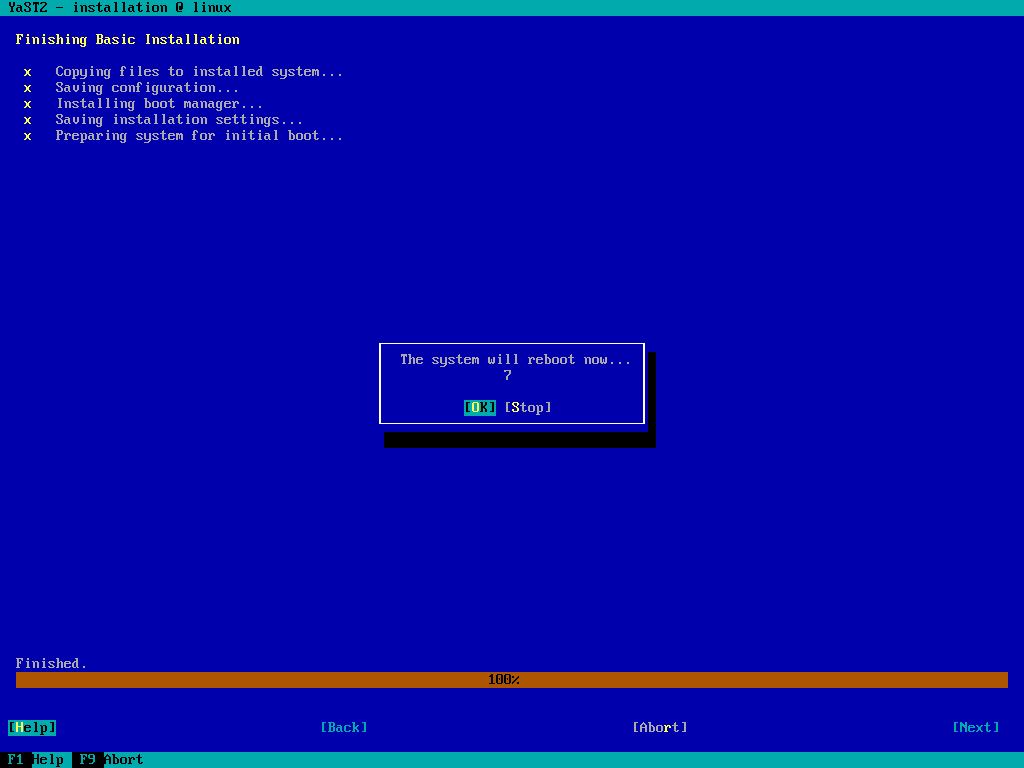 YaST2 - installation @ linux
Finishing Basic Installation
x Copying files to installed system...
x Saving configuration...
x Installing boot manager...
x Saving installation settings...
x Preparing system for initial boot...
The system will reboot now...
7
[OK] [Stop]
Finished.
100%
[Help] [Back] [Abort] [Next]
F1 Help F9 Abort